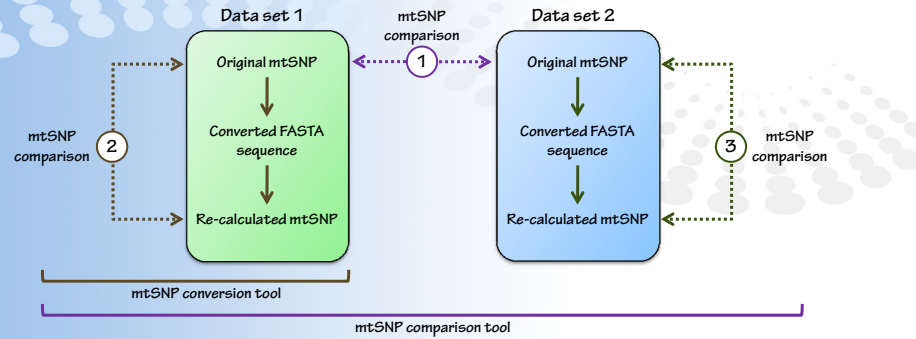 Data set 1
mtSNP
comparison
Data set 2
1
Original mtSNP
Original mtSNP
mtSNP
comparison
2
Converted FASTA
sequence
Converted FASTA
sequence
3
mtSNP
comparison
Re-calculated mtSNP
Re-calculated mtSNP
mtSNP conversion tool
mtSNP comparison tool